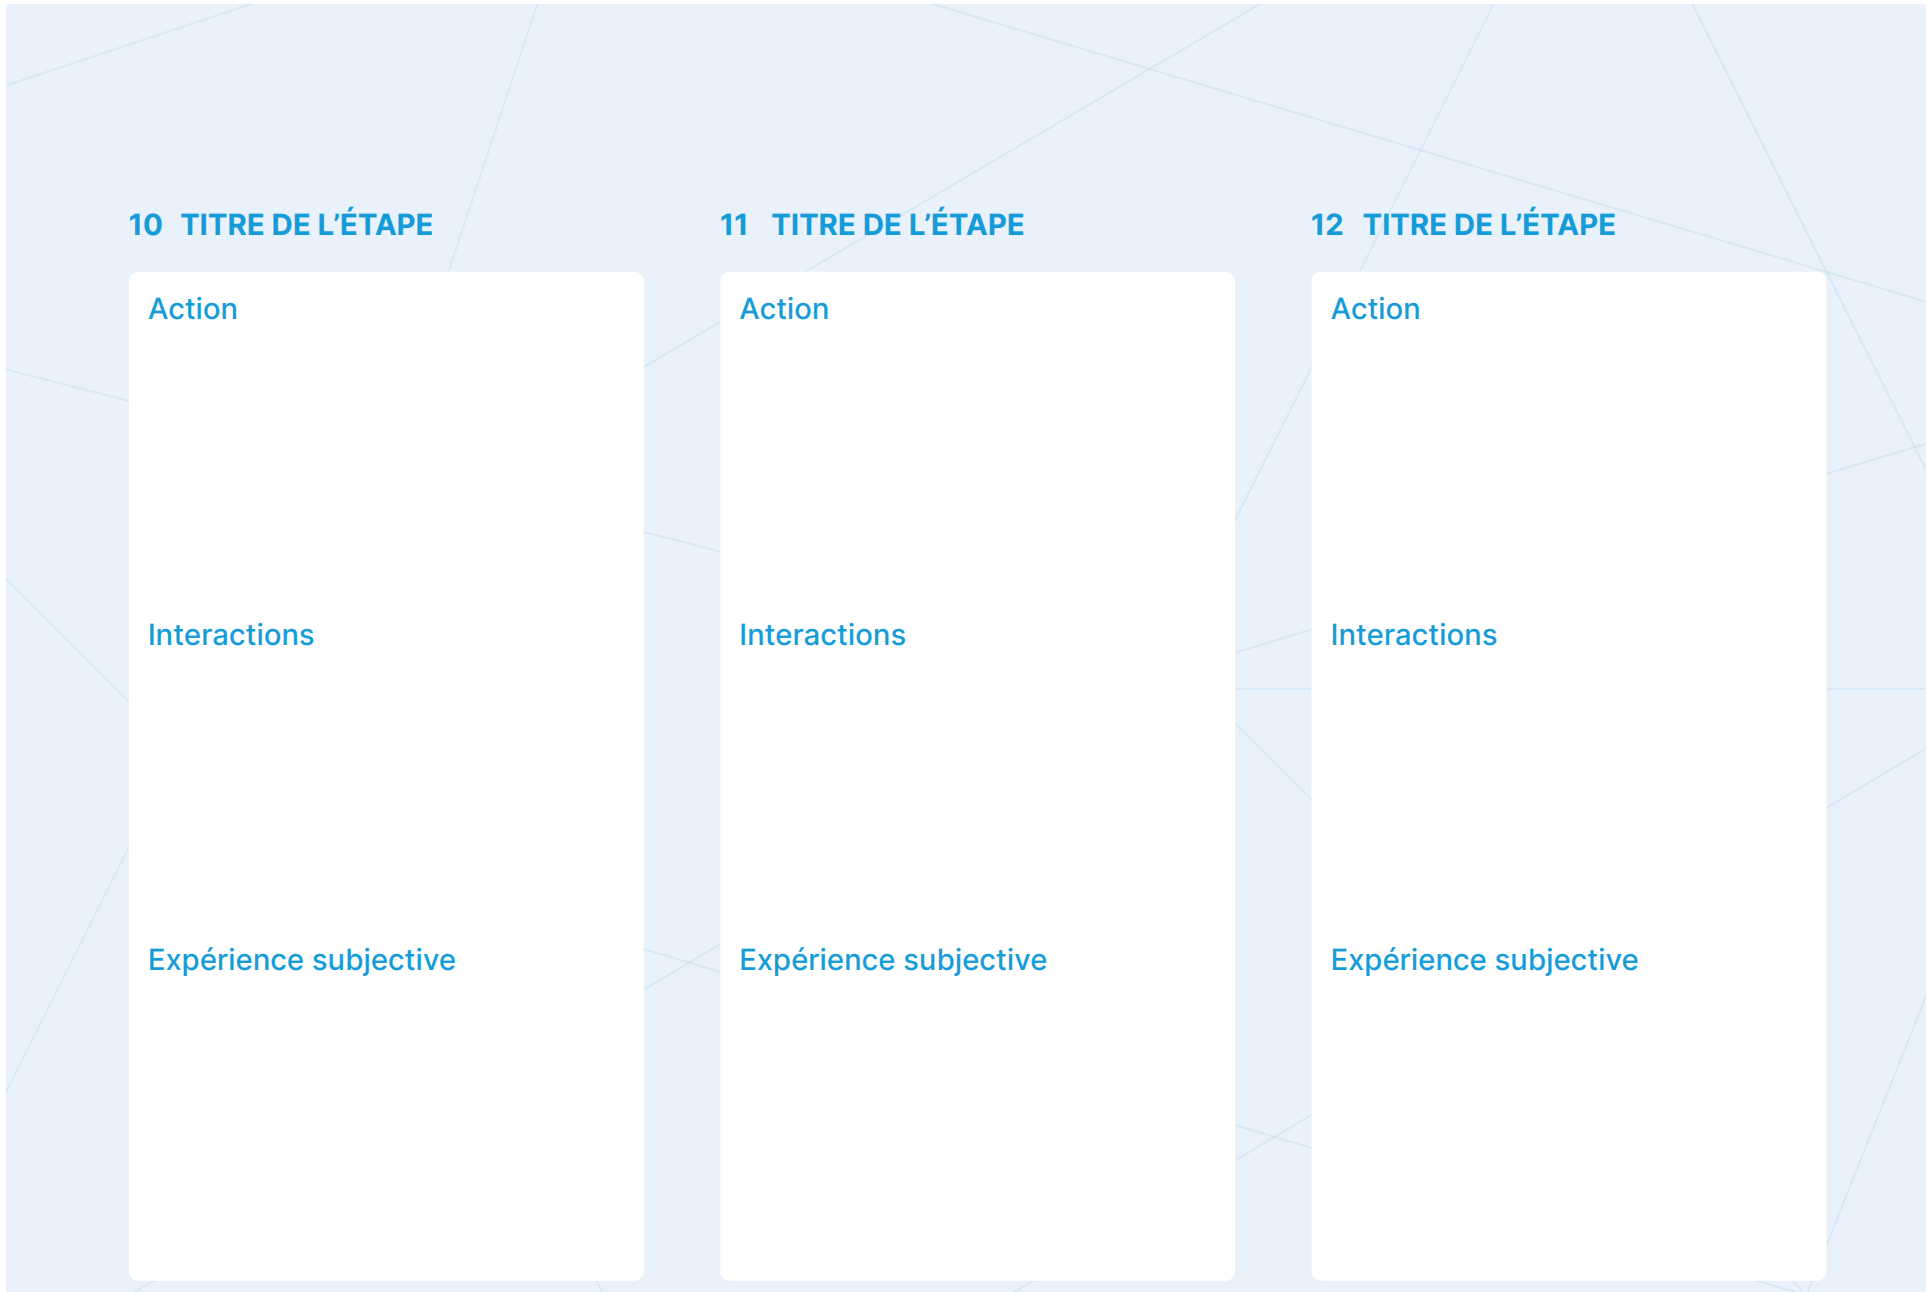 10 TITRE DE L’ÉTAPE
Action
Interactions
Expérience subjective
11 TITRE DE L’ÉTAPE
Action
Interactions
Expérience subjective
12 TITRE DE L’ÉTAPE
Action
Interactions
Expérience subjective